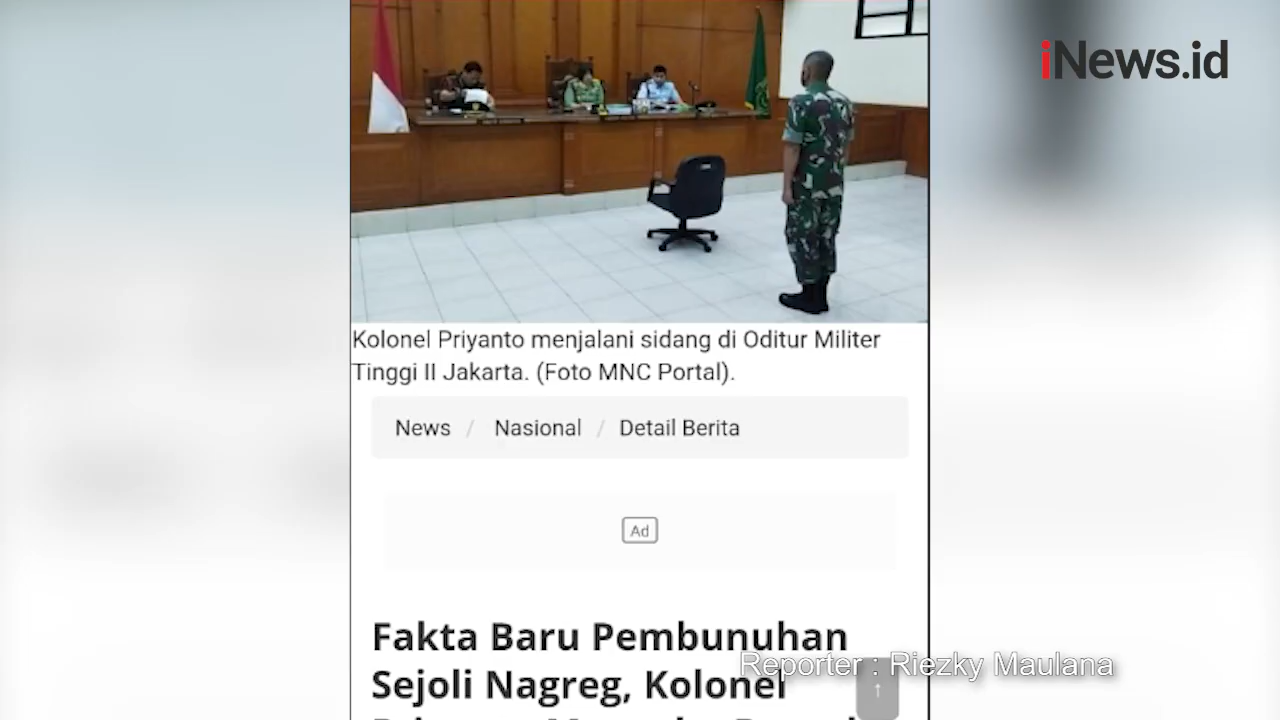 iNews.id
Kolonel Priyanto menjalani sidang di Oditur Militer
Tinggi II Jakarta. (Foto MNC Portal).
News / Nasional / Detail Berita
Ad
Fakta Baru Pembunuhan
Sejoli Nagreg, Kolonel
Reporter : Riezky Maulana